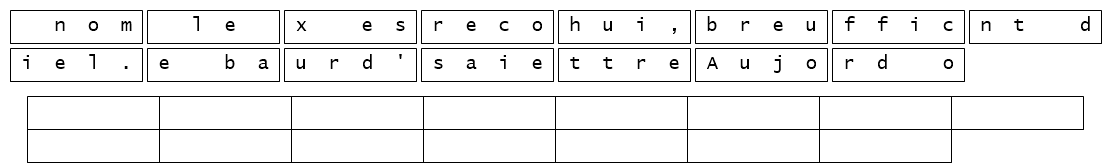 nom le x es reco hui, breu ffic nt d
iel. e ba urd' saie ttre Aujo rd o